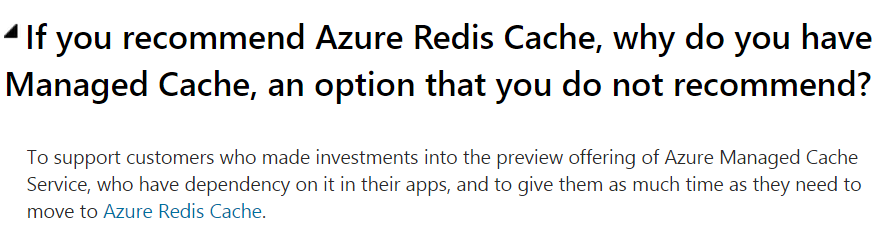 If you recommend Azure Redis Cache, why do you have
Managed Cache, an option that you do not recommend?
To support customers who made investments into the preview offering of Azure Managed Cache
Service, who have dependency on it in their apps, and to give them as much time as they need to
move to Azure Redis Cache.